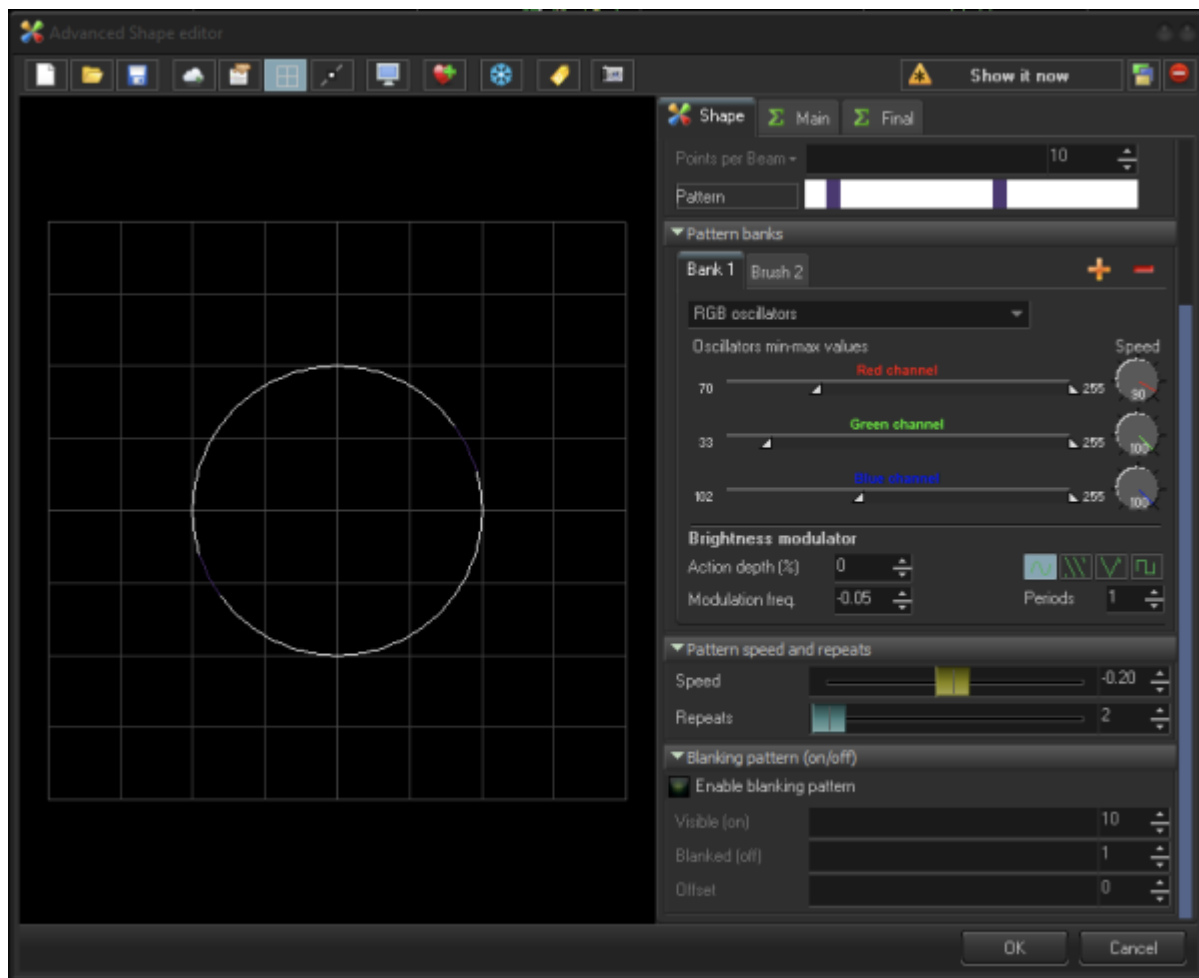 Advanced Shape editor
Show it now
Shape Main Final
Points per Beam 10
Pattern
Pattern banks
Bank 1 Brush 2
RGB oscillators
Oscillators min-max values Speed
Red channel
70 255 90
Green channel
33 255 100
Blue channel
102 255 100
Brightness modulator
Action depth (%) 0
Modulation freq. -0.05 Periods 1
Pattern speed and repeats
Speed -0.20
Repeats 2
Blanking pattern (on/off)
Enable blanking pattern
Visible (on) 10
Blanked (off) 1
Offset 0
OK Cancel